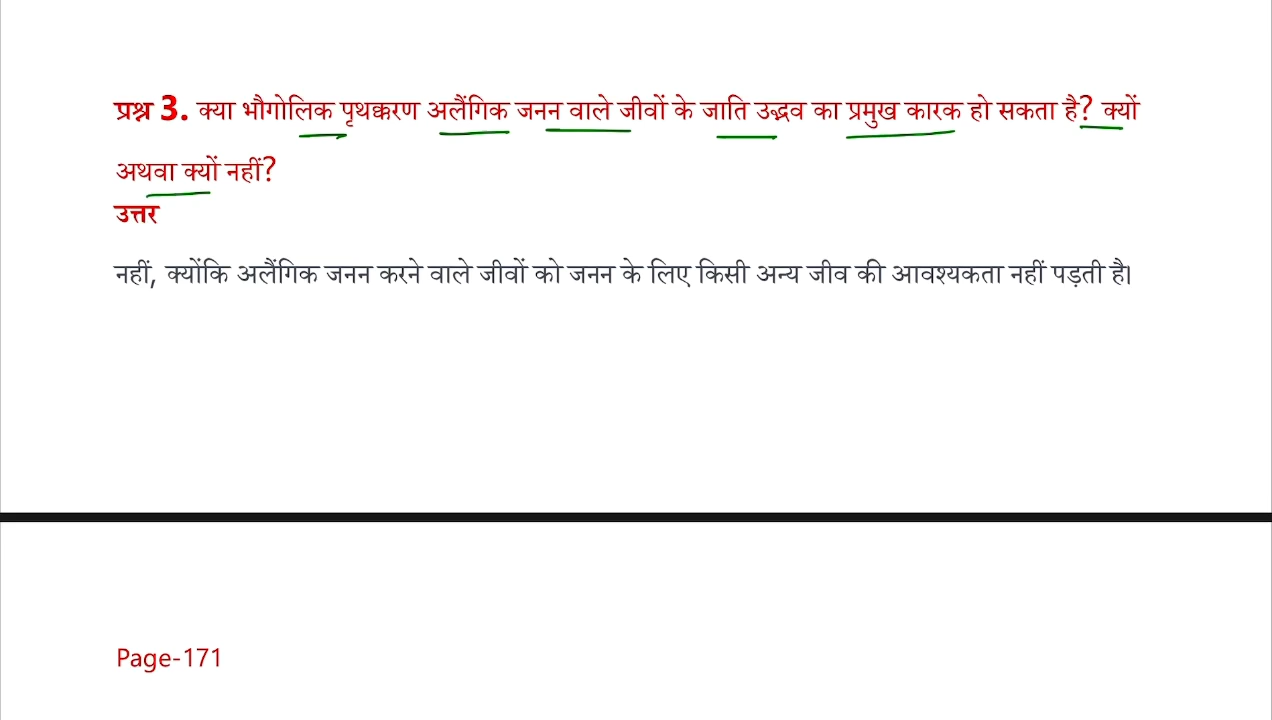 प्रश्न 3. क्या भौगोलिक पृथक्करण अलैंगिक जनन वाले जीवों के जाति उद्भव का प्रमुख कारक हो सकता है? क्यों
अथवा क्यों नहीं?
उत्तर
नहीं, क्योंकि अलैंगिक जनन करने वाले जीवों को जनन के लिए किसी अन्य जीव की आवश्यकता नहीं पड़ती है।
Page-171